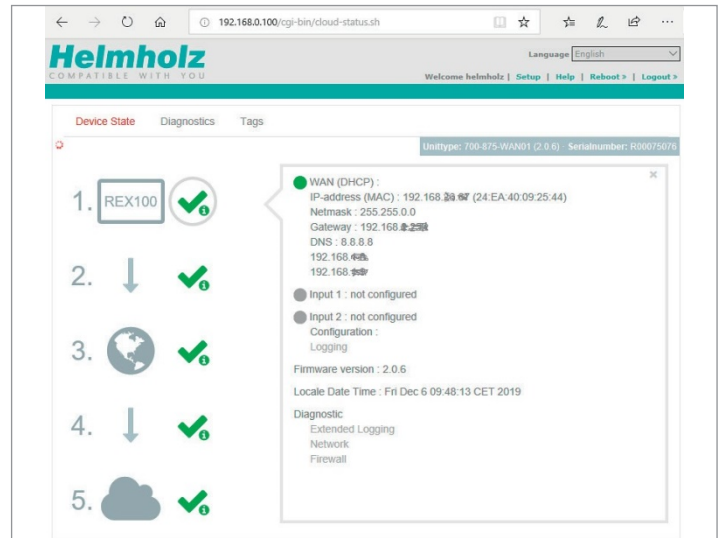 192.168.0.100/cgi-bin/cloud-status.sh
Helmholz
COMPATIBLE WITH YOU
Language English
Welcome helmholz | Setup | Help | Reboot > | Logout >
Device State Diagnostics Tags
Unittype: 700-875-WAN01 (2.0.6) - Serialnumber: R00075076
1. REX100
WAN (DHCP) :
IP-address (MAC) : 192.168. (24:EA:40:09:25:44)
Netmask : 255.255.0.0
Gateway : 192.168.
DNS : 8.8.8.8
192.168.
192.168.
Input 1 : not configured
Input 2 : not configured
Configuration :
Logging
Firmware version : 2.0.6
Locale Date Time : Fri Dec 6 09:48:13 CET 2019
Diagnostic
Extended Logging
Network
Firewall
2.
3.
4.
5.